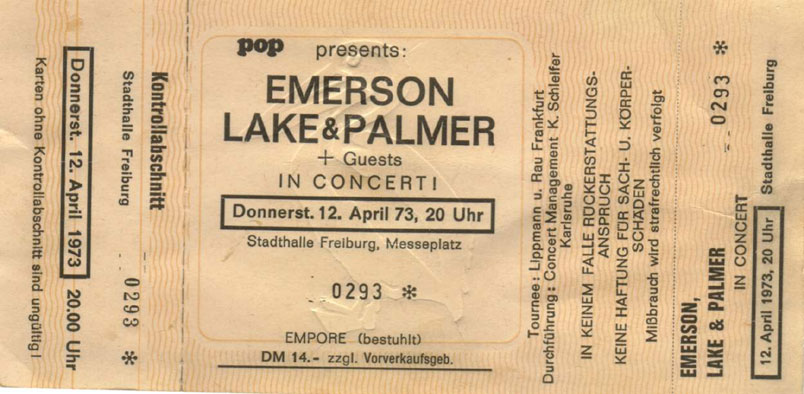 Kontrollabschnitt
Stadthalle Freiburg
0293 *
Donnerst. 12. April 1973
20.00 Uhr
Karten ohne Kontrollabschnitt sind ungültig!
pop presents:
EMERSON
LAKE & PALMER
+ Guests
IN CONCERT!
Donnerst. 12. April 73, 20 Uhr
Stadthalle Freiburg, Messeplatz
0293 *
EMPORE (bestuhlt)
DM 14.- zzgl. Vorverkaufsgeb.
Tournee: Lippmann u. Rau Frankfurt
Durchführung: Concert Management K. Schleifer
Karlsruhe
IN KEINEM FALLE RÜCKERSTATTUNGS-
ANSPRUCH
KEINE HAFTUNG FÜR SACH- U. KÖRPER-
SCHÄDEN
Mißbrauch wird strafrechtlich verfolgt
EMERSON,
LAKE & PALMER
0293 *
IN CONCERT
12. April 1973, 20 Uhr
Stadthalle Freiburg